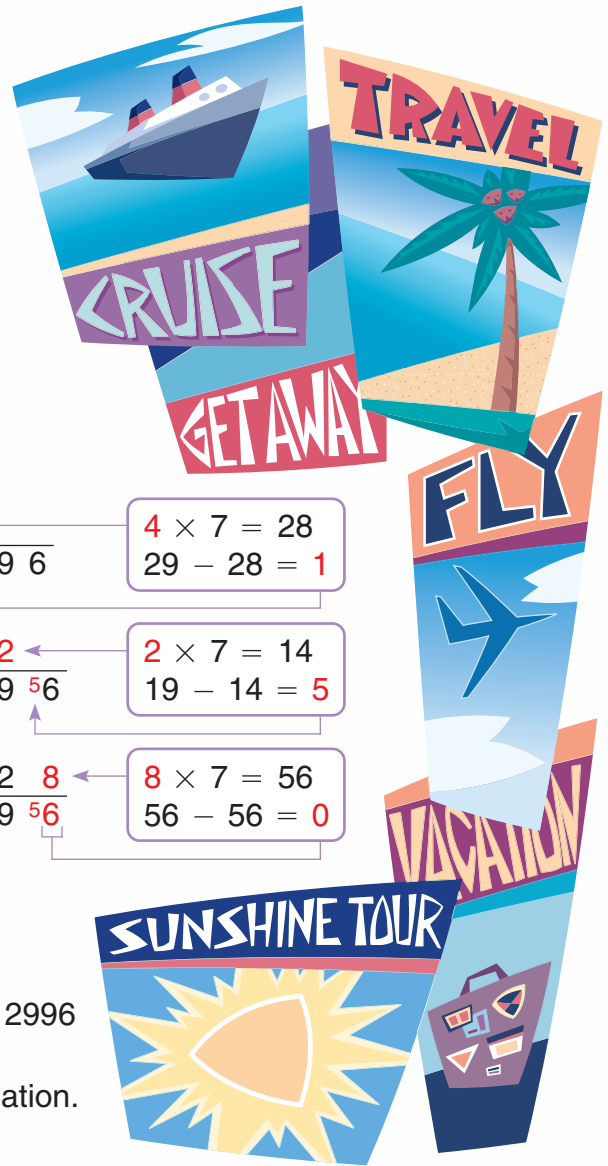 TRAVEL
CRUISE
GETAWAY
FLY
4 × 7 = 28
9 6
29 − 28 = 1
2
2 × 7 = 14
9 56
19 − 14 = 5
2 8
8 × 7 = 56
9 56
56 − 56 = 0
VACATION
SUNSHINE TOUR
2996
ation.